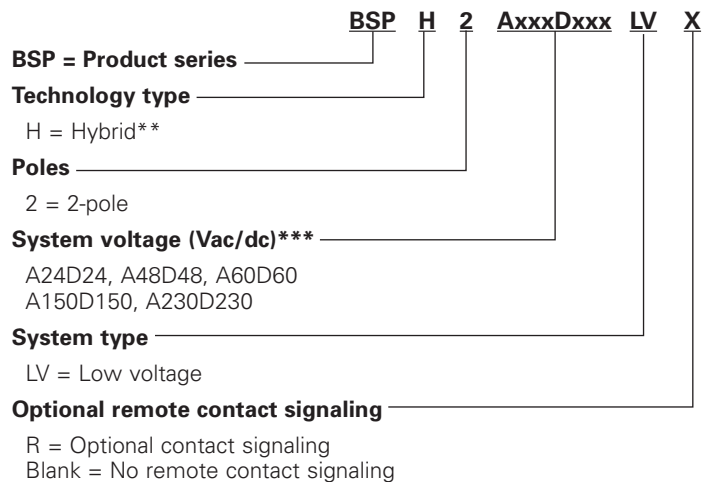 BSP H 2 AxxxDxxx LV X
BSP = Product series
Technology type
H = Hybrid**
Poles
2 = 2-pole
System voltage (Vac/dc)***
A24D24, A48D48, A60D60
A150D150, A230D230
System type
LV = Low voltage
Optional remote contact signaling
R = Optional contact signaling
Blank = No remote contact signaling